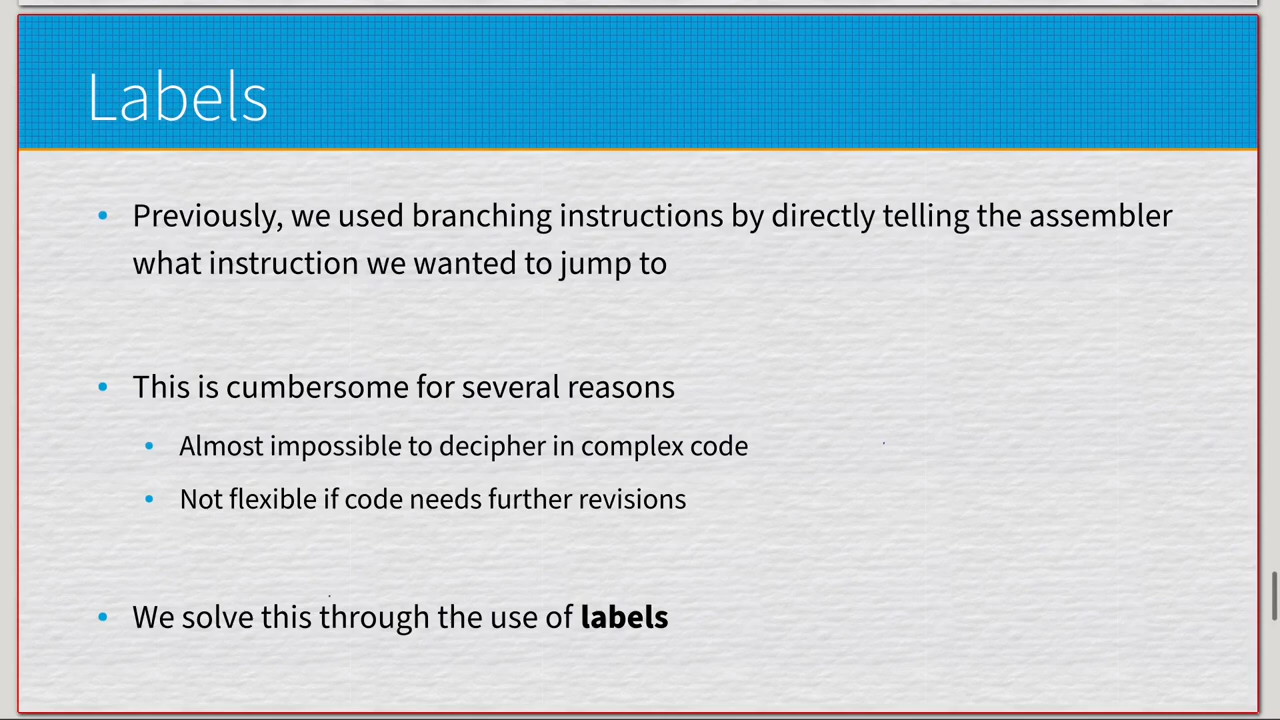 Labels
• Previously, we used branching instructions by directly telling the assembler
what instruction we wanted to jump to
• This is cumbersome for several reasons
• Almost impossible to decipher in complex code
• Not flexible if code needs further revisions
• We solve this through the use of labels